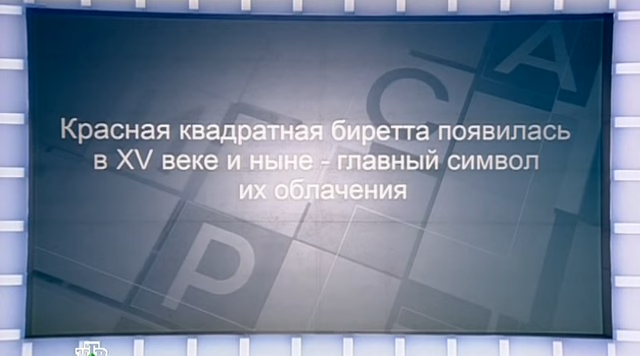 Красная квадратная биретта появилась
в XV веке и ныне - главный символ
их облачения
А
С
Г
Р